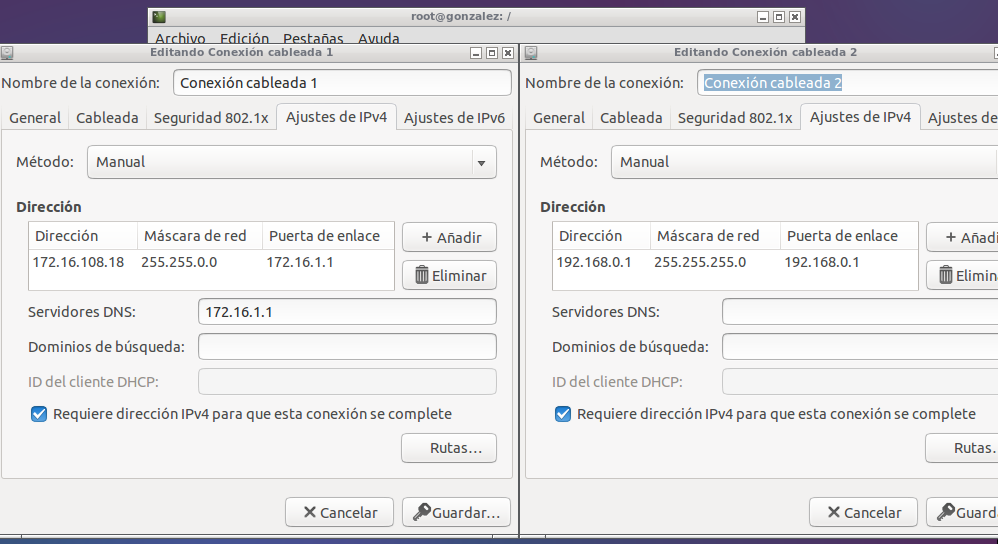 root@gonzalez: /
Archivo Edición Pestañas Ayuda
Editando Conexión cableada 1
Nombre de la conexión: Conexión cableada 1
General Cableada Seguridad 802.1x Ajustes de IPv4 Ajustes de IPv6
Método: Manual
Dirección
Dirección Máscara de red Puerta de enlace
172.16.108.18 255.255.0.0 172.16.1.1
+ Añadir
Eliminar
Servidores DNS: 172.16.1.1
Dominios de búsqueda:
ID del cliente DHCP:
Requiere dirección IPv4 para que esta conexión se complete
Rutas...
Cancelar Guardar...
Editando Conexión cableada 2
Nombre de la conexión: Conexión cableada 2
General Cableada Seguridad 802.1x Ajustes de IPv4 Ajustes de
Método: Manual
Dirección
Dirección Máscara de red Puerta de enlace
192.168.0.1 255.255.255.0 192.168.0.1
+ Añadi
Elimin
Servidores DNS:
Dominios de búsqueda:
ID del cliente DHCP:
Requiere dirección IPv4 para que esta conexión se complete
Rutas..
Cancelar Guard